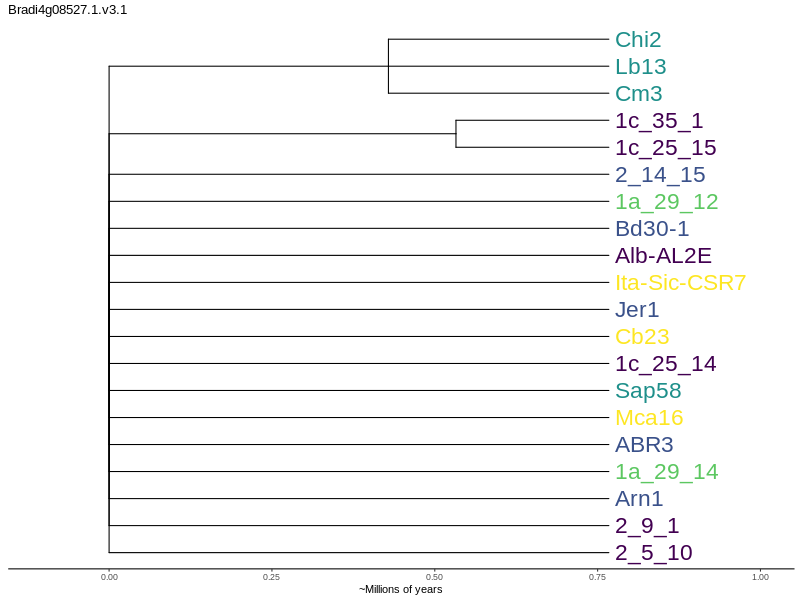 Bradi4g08527.1.v3.1
Chi2
Lb13
Cm3
1c_35_1
1c_25_15
2_14_15
1a_29_12
Bd30-1
Alb-AL2E
Ita-Sic-CSR7
Jer1
Cb23
1c_25_14
Sap58
Mca16
ABR3
1a_29_14
Arn1
2_9_1
2_5_10
0.00 0.25 0.50 0.75 1.00
~Millions of years